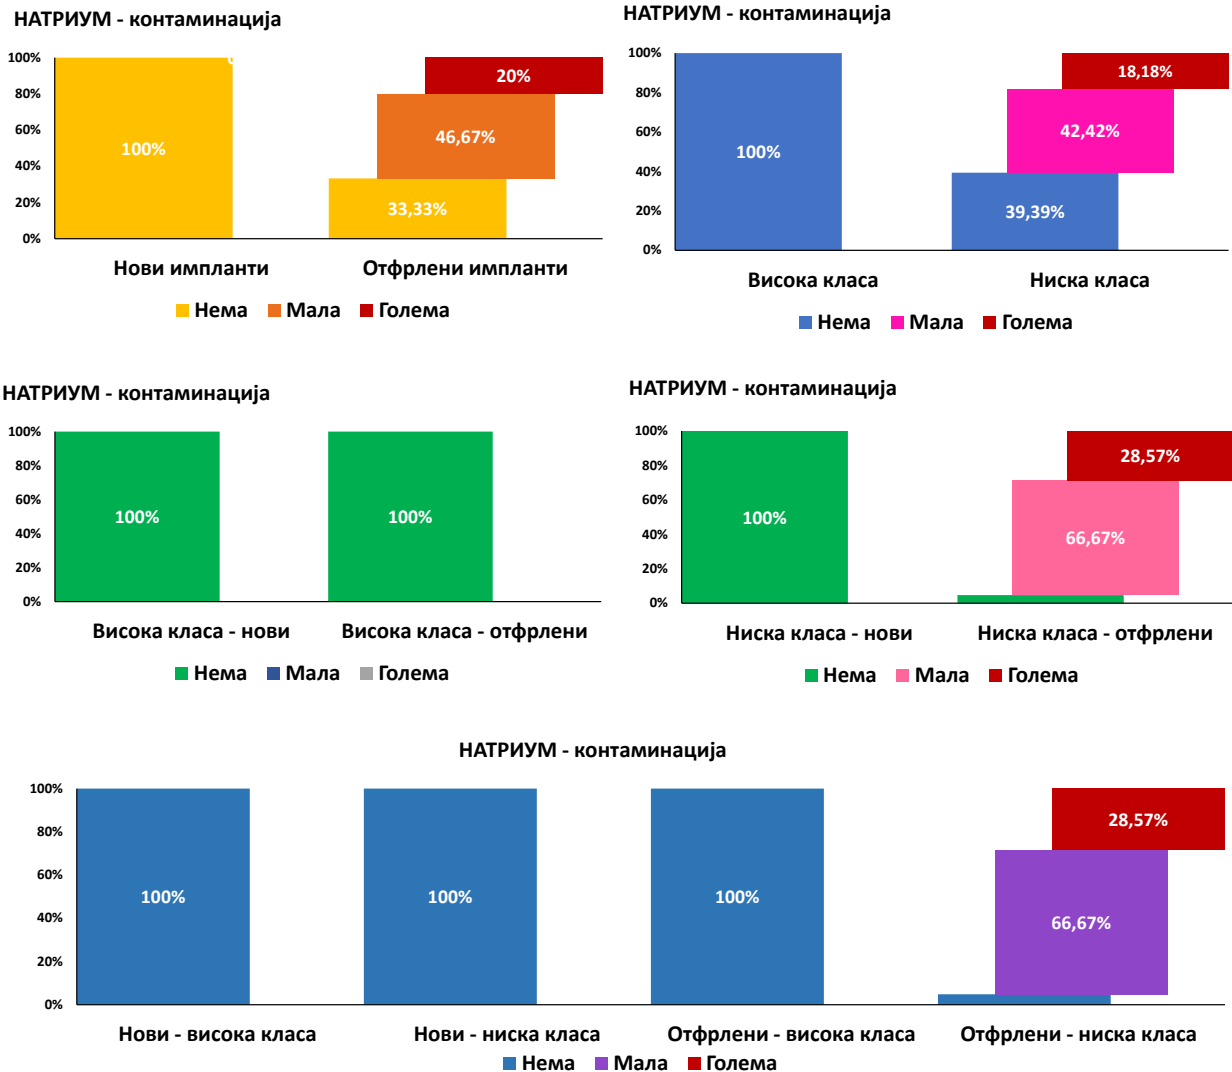 НАТРИУМ - контаминација
100%
80%
60%
40%
20%
0%
100%
20%
46,67%
33,33%
Нови импланти Отфрлени импланти
Нема Мала Голема
НАТРИУМ - контаминација
100%
80%
60%
40%
20%
0%
100%
18,18%
42,42%
39,39%
Висока класа Ниска класа
Нема Мала Голема
НАТРИУМ - контаминација
100%
80%
60%
40%
20%
0%
100% 100%
Висока класа - нови Висока класа - отфрлени
Нема Мала Голема
НАТРИУМ - контаминација
100%
80%
60%
40%
20%
0%
100%
28,57%
66,67%
Ниска класа - нови Ниска класа - отфрлени
Нема Мала Голема
НАТРИУМ - контаминација
100%
80%
60%
40%
20%
0%
100% 100% 100%
28,57%
66,67%
Нови - висока класа Нови - ниска класа Отфрлени - висока класа Отфрлени - ниска класа
Нема Мала Голема